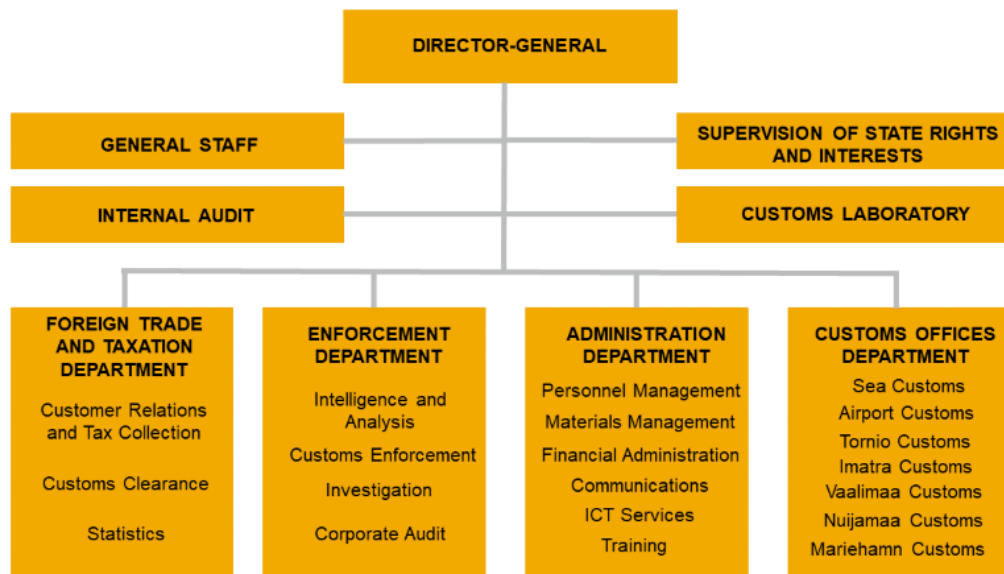 DIRECTOR-GENERAL
GENERAL STAFF
SUPERVISION OF STATE RIGHTS
AND INTERESTS
INTERNAL AUDIT
CUSTOMS LABORATORY
FOREIGN TRADE
AND TAXATION
DEPARTMENT
Customer Relations
and Tax Collection
Customs Clearance
Statistics
ENFORCEMENT
DEPARTMENT
Intelligence and
Analysis
Customs Enforcement
Investigation
Corporate Audit
ADMINISTRATION
DEPARTMENT
Personnel Management
Materials Management
Financial Administration
Communications
ICT Services
Training
CUSTOMS OFFICES
DEPARTMENT
Sea Customs
Airport Customs
Tornio Customs
Imatra Customs
Vaalimaa Customs
Nuijamaa Customs
Mariehamn Customs